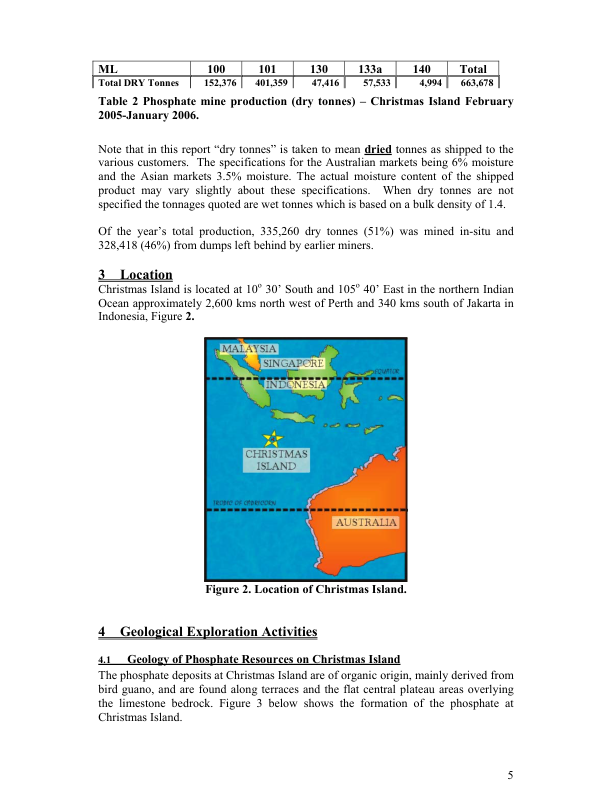 ML 100 101 130 133a 140 Total
Total DRY Tonnes 152,376 401,359 47,416 57,533 4,994 663,678
Table 2 Phosphate mine production (dry tonnes) – Christmas Island February
2005-January 2006.
Note that in this report “dry tonnes” is taken to mean dried tonnes as shipped to the
various customers. The specifications for the Australian markets being 6% moisture
and the Asian markets 3.5% moisture. The actual moisture content of the shipped
product may vary slightly about these specifications. When dry tonnes are not
specified the tonnages quoted are wet tonnes which is based on a bulk density of 1.4.
Of the year’s total production, 335,260 dry tonnes (51%) was mined in-situ and
328,418 (46%) from dumps left behind by earlier miners.
3 Location
Christmas Island is located at 10o 30’ South and 105o 40’ East in the northern Indian
Ocean approximately 2,600 kms north west of Perth and 340 kms south of Jakarta in
Indonesia, Figure 2.
MALAYSIA
SINGAPORE
EQUATOR
INDONESIA
CHRISTMAS
ISLAND
TROPIC OF CAPRICORN
AUSTRALIA
Figure 2. Location of Christmas Island.
4 Geological Exploration Activities
4.1 Geology of Phosphate Resources on Christmas Island
The phosphate deposits at Christmas Island are of organic origin, mainly derived from
bird guano, and are found along terraces and the flat central plateau areas overlying
the limestone bedrock. Figure 3 below shows the formation of the phosphate at
Christmas Island.
5